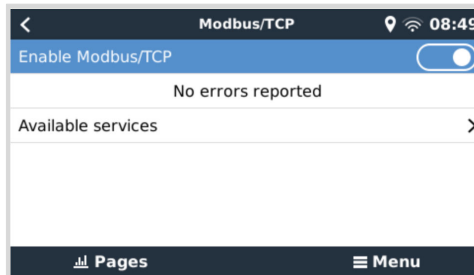 Modbus/TCP
08:49
Enable Modbus/TCP
No errors reported
Available services
Pages
Menu